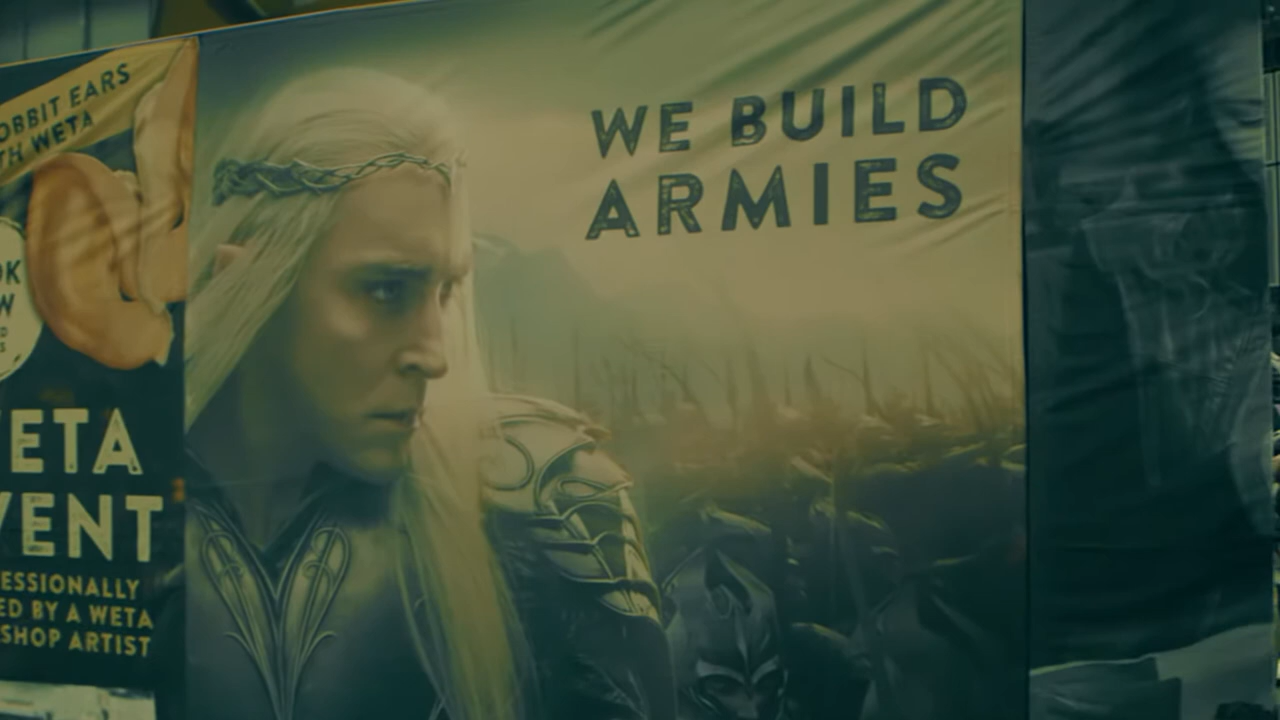 OBBIT EARS
TH WETA
OK
W
ETA
VENT
ESSIONALLY
ED BY A WETA
SHOP ARTIST
WE BUILD
ARMIES